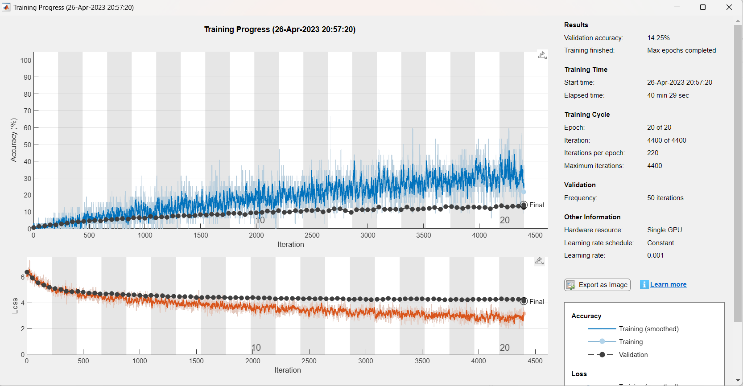 Training Progress (26-Apr-2023 20:57:20)
Training Progress (26-Apr-2023 20:57:20)
Accuracy (%)
100
90
80
70
60
50
40
30
20
10
0
10
20
Final
0 500 1000 1500 2000 2500 3000 3500 4000 4500
Iteration
Loss
6
4
2
0
10
20
Final
0 500 1000 1500 2000 2500 3000 3500 4000 4500
Iteration
Results
Validation accuracy: 14.25%
Training finished: Max epochs completed
Training Time
Start time: 26-Apr-2023 20:57:20
Elapsed time: 40 min 29 sec
Training Cycle
Epoch: 20 of 20
Iteration: 4400 of 4400
Iterations per epoch: 220
Maximum iterations: 4400
Validation
Frequency: 50 iterations
Other Information
Hardware resource: Single GPU
Learning rate schedule: Constant
Learning rate: 0.001
Export as Image
Learn more
Accuracy
Training (smoothed)
Training
Validation
Loss